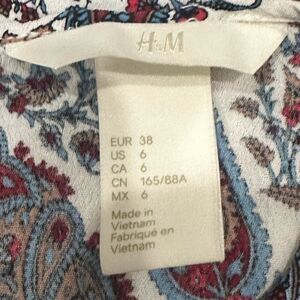 H&M
EUR 38
US 6
CA 6
CN 165/88A
MX 6
Made in
Vietnam
Fabriqué en
Vietnam